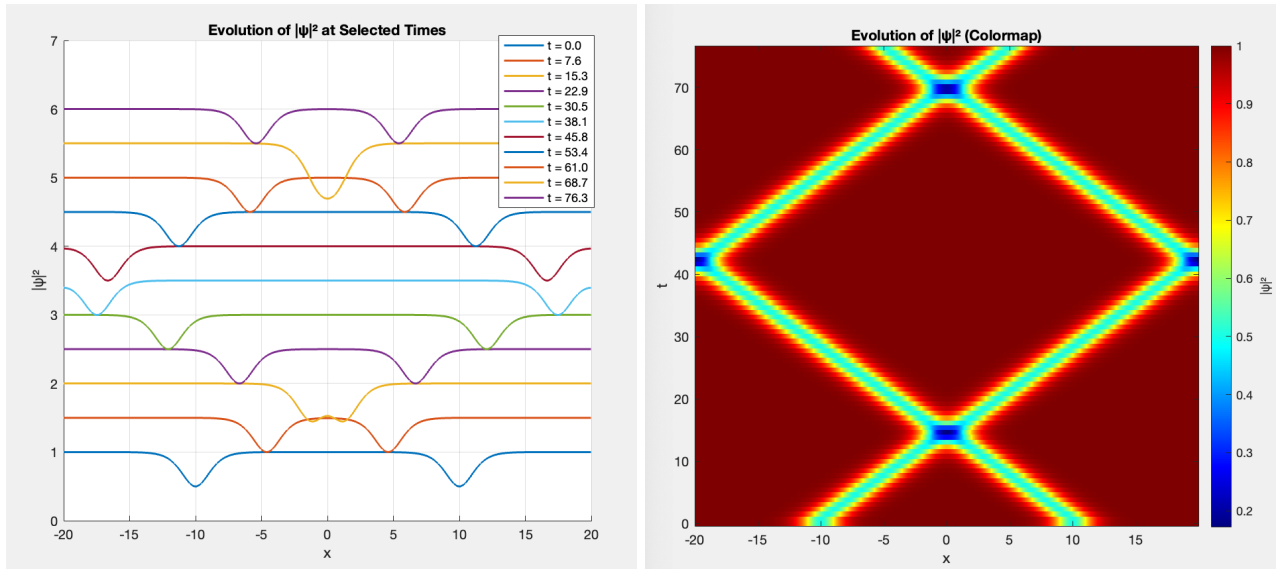 Evolution of |ψ|² at Selected Times
7
6
5
4
3
2
1
0
|ψ|²
-20 -15 -10 -5 0 5 10 15 20
x
t = 0.0
t = 7.6
t = 15.3
t = 22.9
t = 30.5
t = 38.1
t = 45.8
t = 53.4
t = 61.0
t = 68.7
t = 76.3
Evolution of |ψ|² (Colormap)
70
60
50
40
30
20
10
0
t
-20 -15 -10 -5 0 5 10 15
x
1
0.9
0.8
0.7
0.6
0.5
0.4
0.3
0.2
|ψ|²